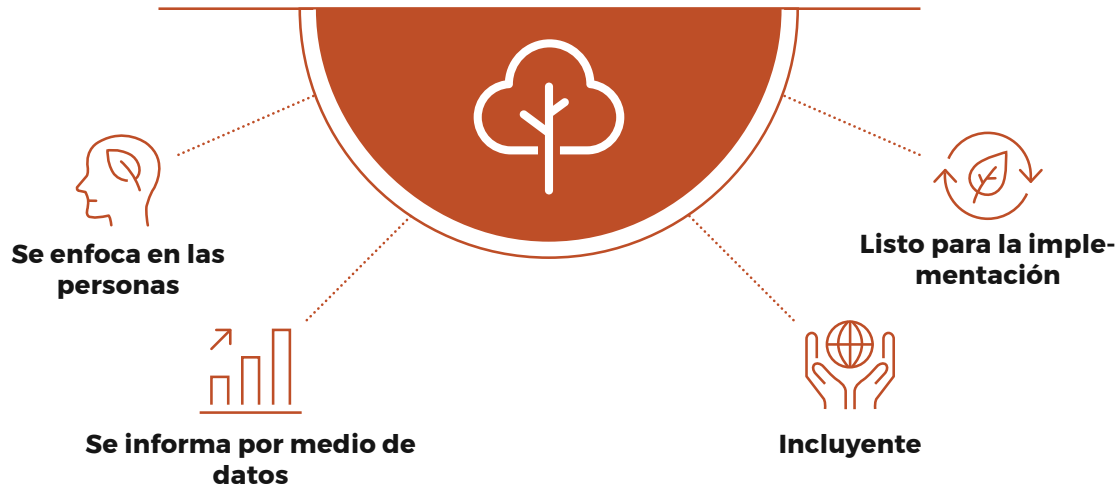 Se enfoca en las
personas
Se informa por medio de
datos
Incluyente
Listo para la imple-
mentación